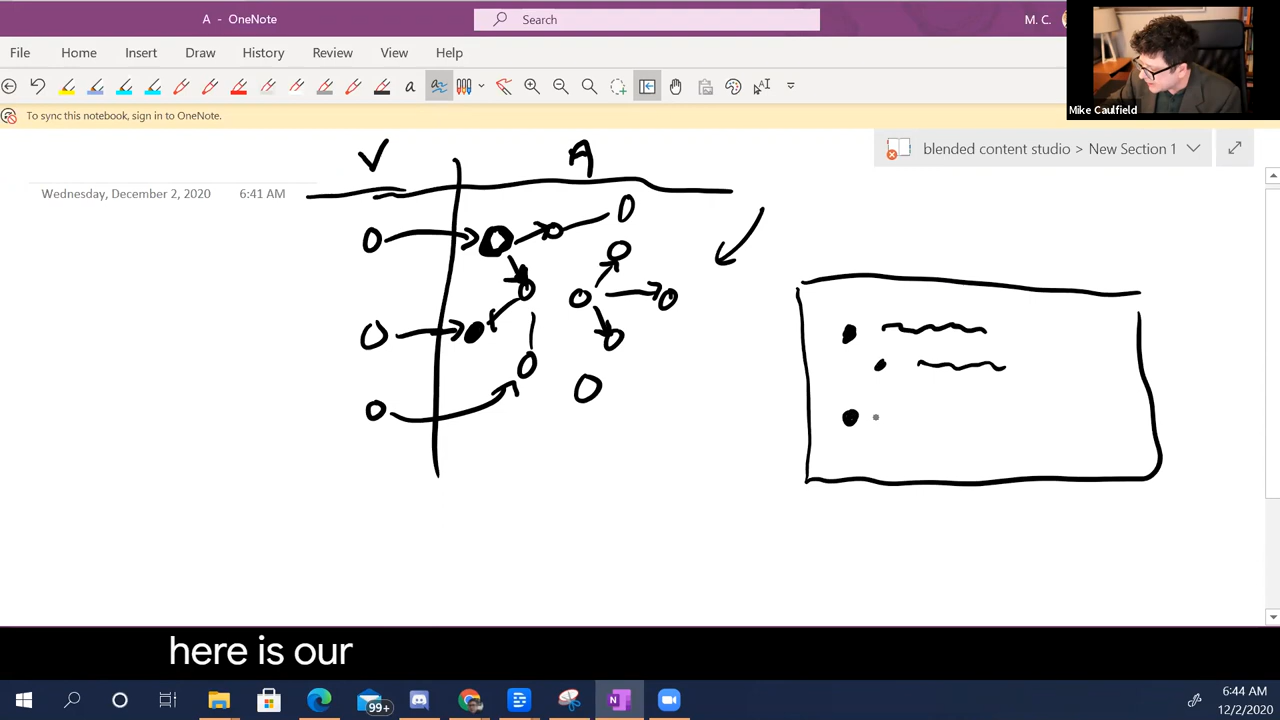 A - OneNote
Search
M. C.
File Home Insert Draw History Review View Help
To sync this notebook, sign in to OneNote.
Mike Caulfield
blended content studio > New Section 1
Wednesday, December 2, 2020 6:41 AM
V A
here is our
99+
6:44 AM
12/2/2020